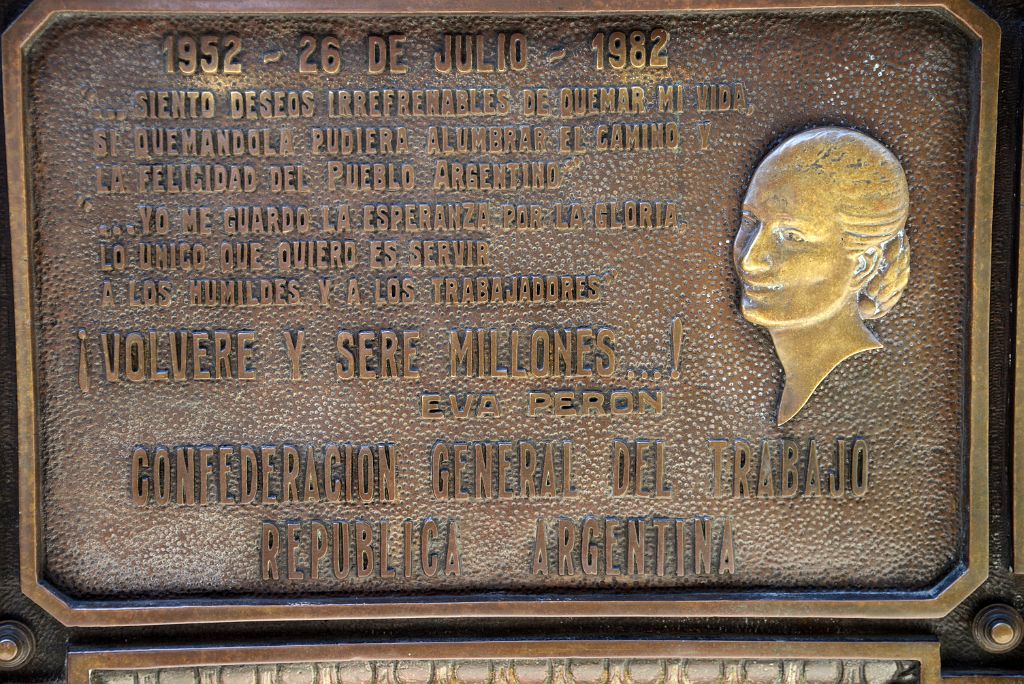 1952 - 26 DE JULIO - 1982
"...SIENTO DESEOS IRREFRENABLES DE QUEMAR MI VIDA,
SI QUEMANDOLA PUDIERA ALUMBRAR EL CAMINO Y
LA FELICIDAD DEL PUEBLO ARGENTINO"
"...YO ME GUARDO LA ESPERANZA POR LA GLORIA,
LO UNICO QUE QUIERO ES SERVIR
A LOS HUMILDES Y A LOS TRABAJADORES"
¡VOLVERE Y SERE MILLONES...!
EVA PERON
CONFEDERACION GENERAL DEL TRABAJO
REPUBLICA ARGENTINA